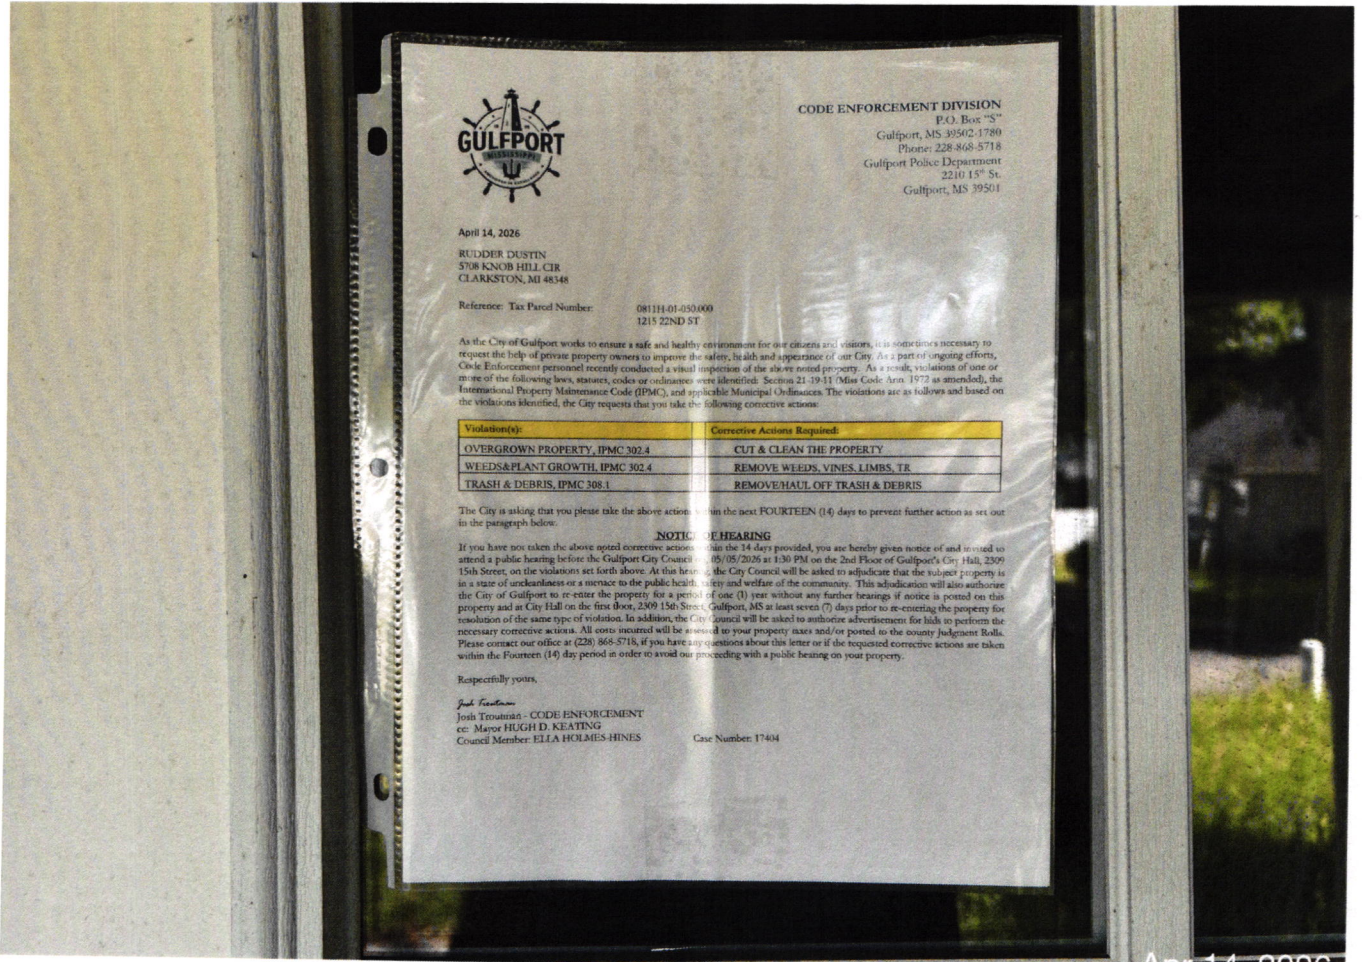 GULFPORT
MISSISSIPPI
CODE ENFORCEMENT DIVISION
P.O. Box "S"
Gulfport, MS 39502-1780
Phone: 228-868-5718
Gulfport Police Department
2210 15th St.
Gulfport, MS 39501
April 14, 2026
RUDDER DUSTIN
5708 KNOB HILL CIR
CLARKSTON, MI 48348
Reference: Tax Parcel Number: 0811H-01-050.000
1215 22ND ST
As the City of Gulfport works to ensure a safe and healthy environment for our citizens and visitors, it is sometimes necessary to
request the help of private property owners to improve the safety, health and appearance of our City. As a part of ongoing efforts,
Code Enforcement personnel recently conducted a visual inspection of the above noted property. As a result, violations of one or
more of the following laws, statutes, codes or ordinances were identified: Section 21-19-11 (Miss Code Ann. 1972 as amended), the
International Property Maintenance Code (IPMC), and applicable Municipal Ordinances. The violations are as follows and based on
the violations identified, the City requests that you take the following corrective actions:
Violation(s): Corrective Actions Required:
OVERGROWN PROPERTY, IPMC 302.4 CUT & CLEAN THE PROPERTY
WEEDS&PLANT GROWTH, IPMC 302.4 REMOVE WEEDS, VINES, LIMBS, TR
TRASH & DEBRIS, IPMC 308.1 REMOVE/HAUL OFF TRASH & DEBRIS
The City is asking that you please take the above actions within the next FOURTEEN (14) days to prevent further action as set out
in the paragraph below.
NOTICE OF HEARING
If you have not taken the above noted corrective actions within the 14 days provided, you are hereby given notice of and invited to
attend a public hearing before the Gulfport City Council 05/05/2026 at 1:30 PM on the 2nd Floor of Gulfport's City Hall, 2309
15th Street, on the violations set forth above. At this hearing, the City Council will be asked to adjudicate that the subject property is
in a state of uncleanliness or a menace to the public health, safety and welfare of the community. This adjudication will also authorize
the City of Gulfport to re-enter the property for a period of one (1) year without any further hearings if notice is posted on this
property and at City Hall on the first floor, 2309 15th Street, Gulfport, MS at least seven (7) days prior to re-entering the property for
resolution of the same type of violation. In addition, the City Council will be asked to authorize advertisement for bids to perform the
necessary corrective actions. All costs incurred will be assessed to your property taxes and/or posted to the county Judgment Rolls.
Please contact our office at (228) 868-5718, if you have any questions about this letter or if the requested corrective actions are taken
within the Fourteen (14) day period in order to avoid our proceeding with a public hearing on your property.
Respectfully yours,
Josh Troutman
Josh Troutman - CODE ENFORCEMENT
cc: Mayor HUGH D. KEATING
Council Member: ELLA HOLMES-HINES Case Number: 17404
Apr 14, 2026